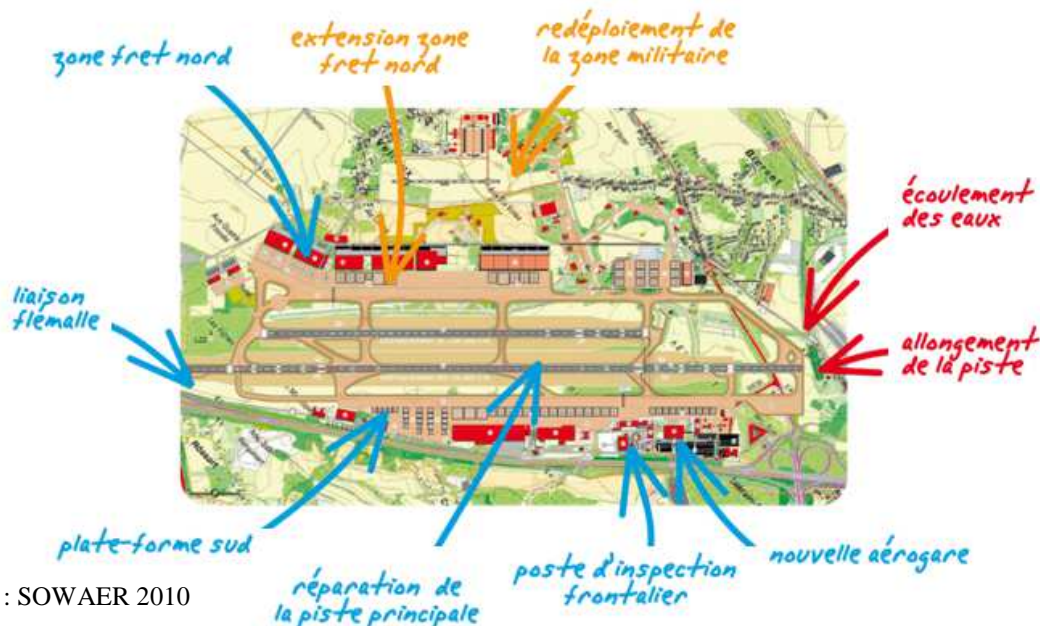 zone fret nord
extension zone
fret nord
redéploiement de
la zone militaire
écoulement
des eaux
liaison
flémalle
allongement
de la piste
plate-forme sud
réparation de
la piste principale
poste d'inspection
frontalier
nouvelle aérogare
: SOWAER 2010